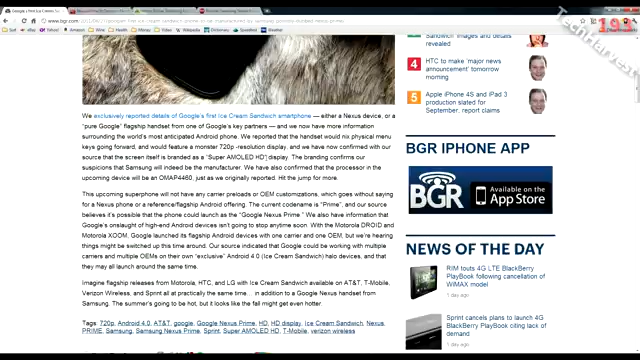 www.bgr.com
TechHarvest
193
Sandwich' images and details
revealed
4
HTC to make 'major news
announcement' tomorrow
morning
5
Apple iPhone 4S and iPad 3
production slated for
September, report claims
We exclusively reported details of Google's first Ice Cream Sandwich smartphone — either a Nexus device, or a
"pure Google" flagship handset from one of Google's key partners — and we now have more information
surrounding the world's most anticipated Android phone. We reported that the handset would nix physical menu
keys going forward, and would feature a monster 720p -resolution display, and we have now confirmed with our
source that the screen itself is branded as a "Super AMOLED HD"] display. The branding confirms our
suspicions that Samsung will indeed be the manufacturer. We have also confirmed that the processor in the
upcoming device will be an OMAP4460, just as we originally reported. Hit the jump for more.
This upcoming superphone will not have any carrier preloads or OEM customizations, which goes without saying
for a Nexus phone or a reference/flagship Android offering. The current codename is "Prime", and our source
believes it's possible that the phone could launch as the "Google Nexus Prime." We also have information that
Google's onslaught of high-end Android devices isn't going to stop anytime soon. With the Motorola DROID and
Motorola XOOM, Google launched its flagship Android devices with one carrier and one OEM, but we're hearing
things might be switched up this time around. Our source indicated that Google could be working with multiple
carriers and multiple OEMs on their own "exclusive" Android 4.0 (Ice Cream Sandwich) halo devices, and that
they may all launch around the same time.
Imagine flagship releases from Motorola, HTC, and LG with Ice Cream Sandwich available on AT&T, T-Mobile,
Verizon Wireless, and Sprint all at practically the same time... in addition to a Google Nexus handset from
Samsung. The summer's going to be hot, but it looks like the fall might get even hotter.
Tags: 720p, Android 4.0, AT&T, google, Google Nexus Prime, HD, HD display, Ice Cream Sandwich, Nexus,
PRIME, Samsung, Samsung Nexus Prime, Sprint, Super AMOLED HD, T-Mobile, verizon wireless
BGR IPHONE APP
BGR
Available on the
App Store
NEWS OF THE DAY
RIM touts 4G LTE BlackBerry
PlayBook following cancellation
of WiMAX model
1 day ago
Sprint cancels plans to launch 4G
BlackBerry PlayBook citing lack of
demand
1 day ago